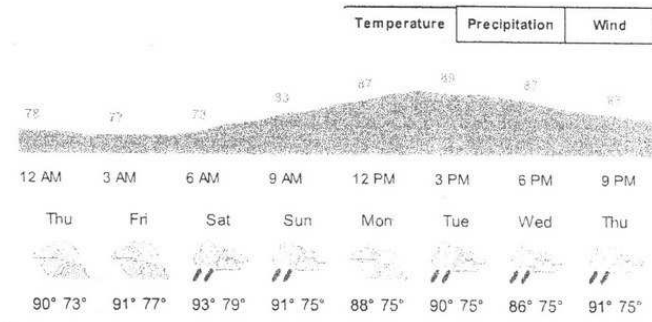 Temperature Precipitation Wind
78 77 79 83 87 89 87 83
12 AM 3 AM 6 AM 9 AM 12 PM 3 PM 6 PM 9 PM
Thu Fri Sat Sun Mon Tue Wed Thu
90° 73° 91° 77° 93° 79° 91° 75° 88° 75° 90° 75° 86° 75° 91° 75°